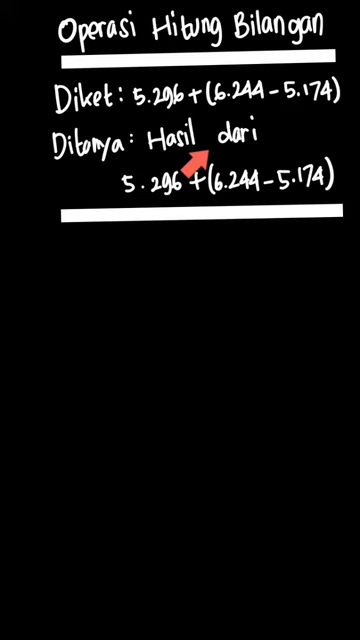 Operasi Hitung Bilangan
Diket: 5.296 + (6.244 - 5.174)
Ditanya: Hasil dari
5.296 + (6.244 - 5.174)